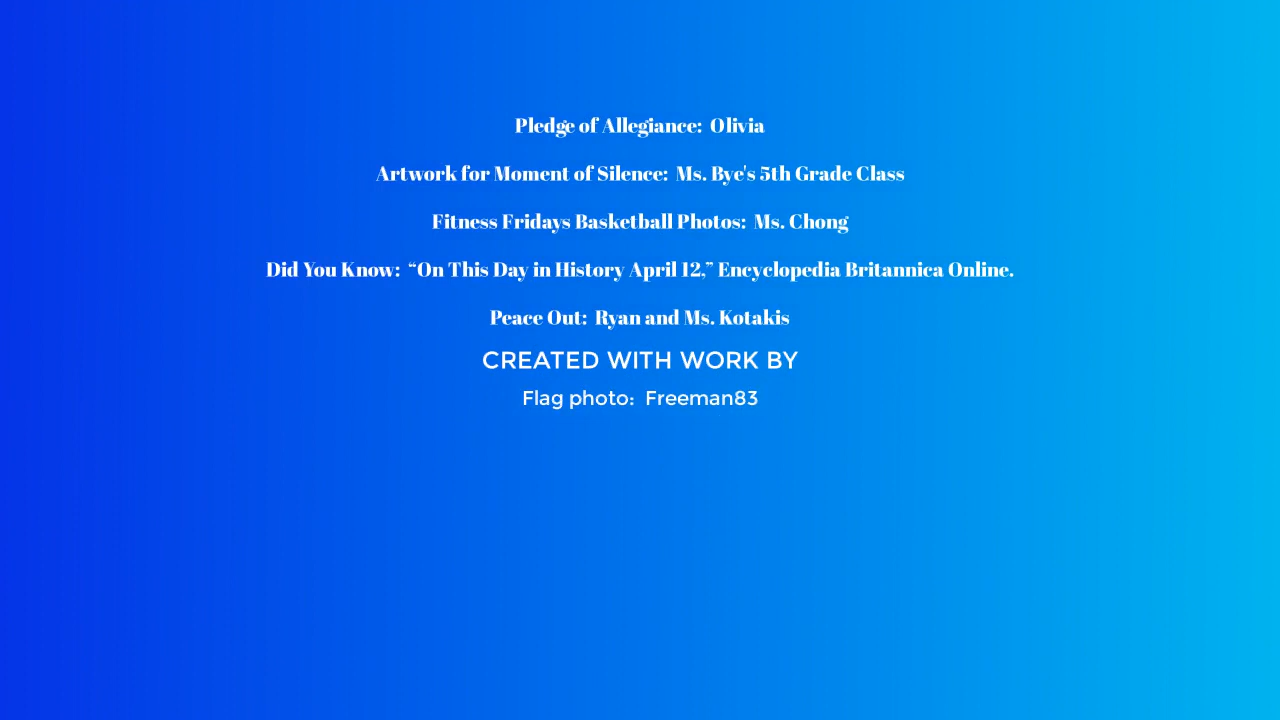 Pledge of Allegiance:  Olivia
Artwork for Moment of Silence:  Ms. Bye's 5th Grade Class
Fitness Fridays Basketball Photos:  Ms. Chong
Did You Know:  “On This Day in History April 12,” Encyclopedia Britannica Online.
Peace Out:  Ryan and Ms. Kotakis
CREATED WITH WORK BY
Flag photo:  Freeman83